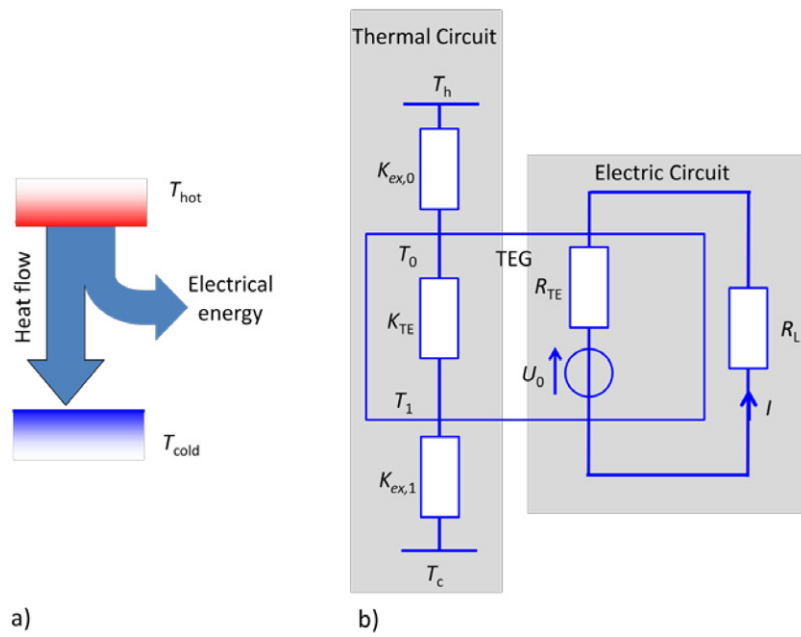 T_hot
Heat flow
Electrical
energy
T_cold
a)
Thermal Circuit
T_h
K_ex,0
T_0
K_TE
T_1
K_ex,1
T_c
Electric Circuit
TEG
R_TE
U_0
R_L
I
b)